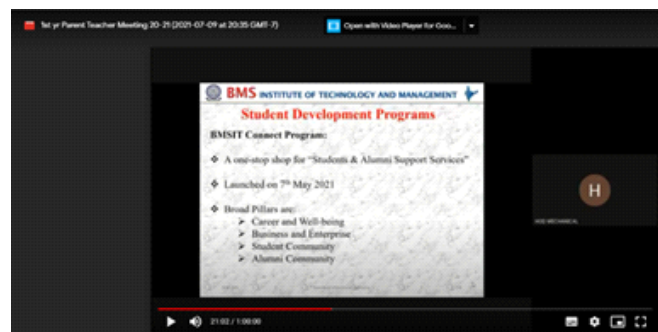 1st yr Parent Teacher Meeting 20-21 (2021-07-09 at 20:35 GMT-7)
Open with Video Player for Goo...
BMS INSTITUTE OF TECHNOLOGY AND MANAGEMENT
Student Development Programs
BMSIT Connect Program:
❖ A one-stop shop for "Students & Alumni Support Services"
❖ Launched on 7th May 2021
❖ Broad Pillars are:
➢ Career and Well-being
➢ Business and Enterprise
➢ Student Community
➢ Alumni Community
H
HOD MECHANICAL
21:02 / 1:00:00